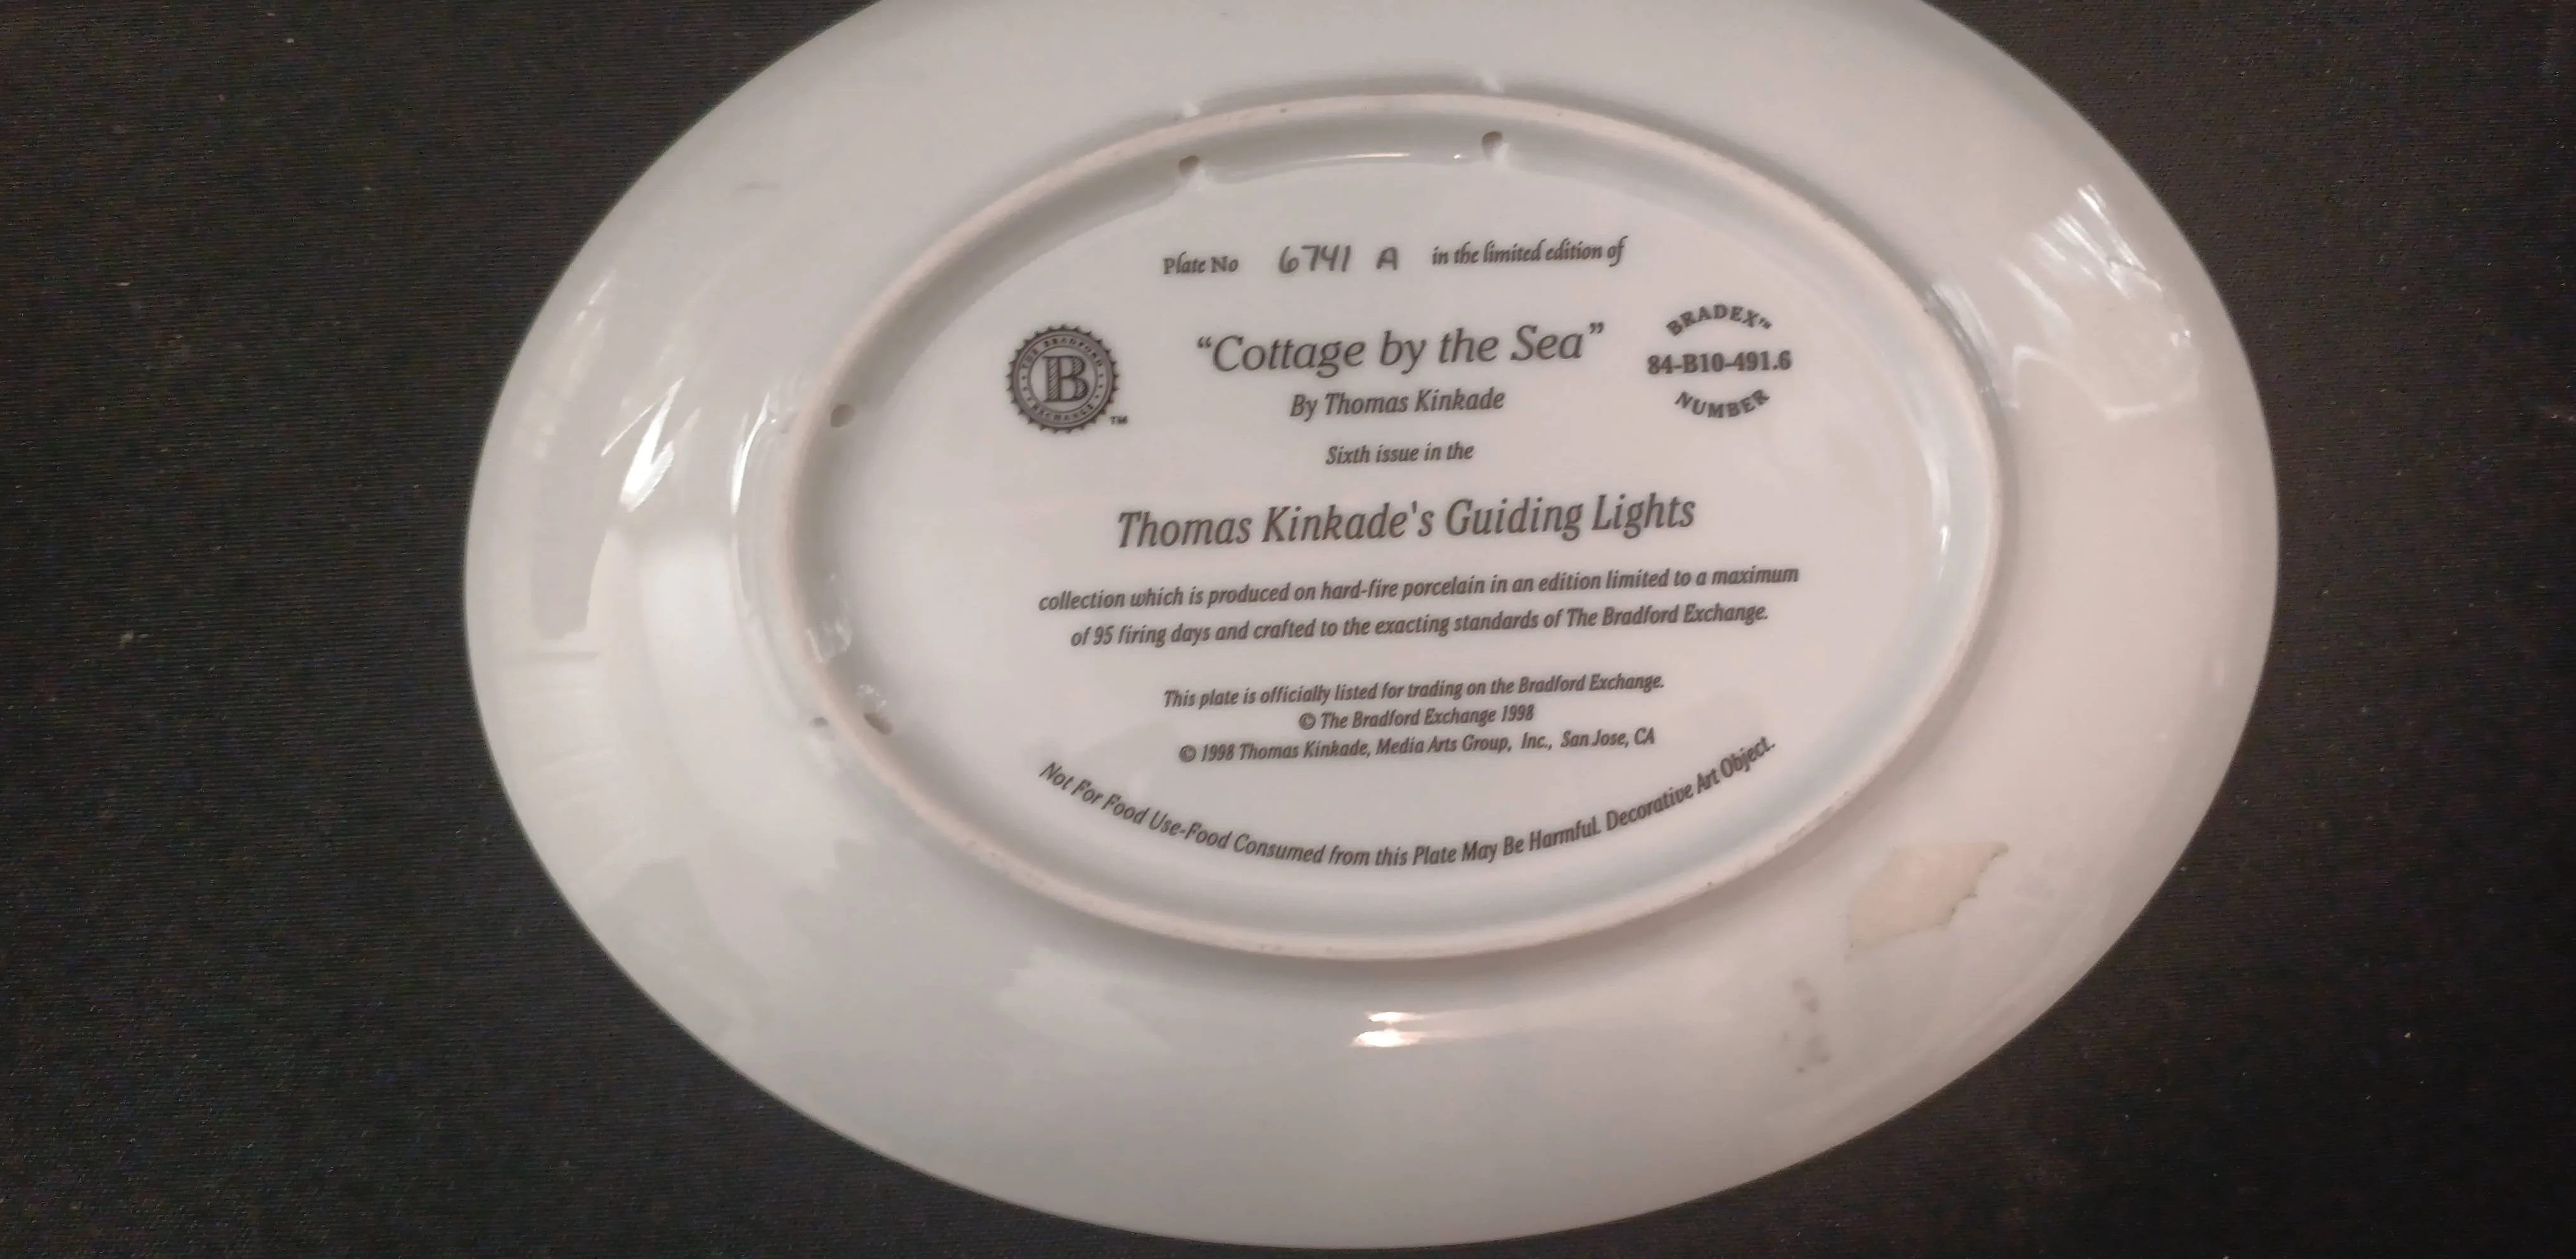 Plate No 6741 A in the limited edition of
"Cottage by the Sea"
By Thomas Kinkade
THE BRADFORD
B
EXCHANGE
TM
BRADEX™
84-B10-491.6
NUMBER
Sixth issue in the
Thomas Kinkade's Guiding Lights
collection which is produced on hard-fire porcelain in an edition limited to a maximum
of 95 firing days and crafted to the exacting standards of The Bradford Exchange.
This plate is officially listed for trading on the Bradford Exchange.
© The Bradford Exchange 1998
© 1998 Thomas Kinkade, Media Arts Group, Inc., San Jose, CA
Not For Food Use-Food Consumed from this Plate May Be Harmful. Decorative Art Object.